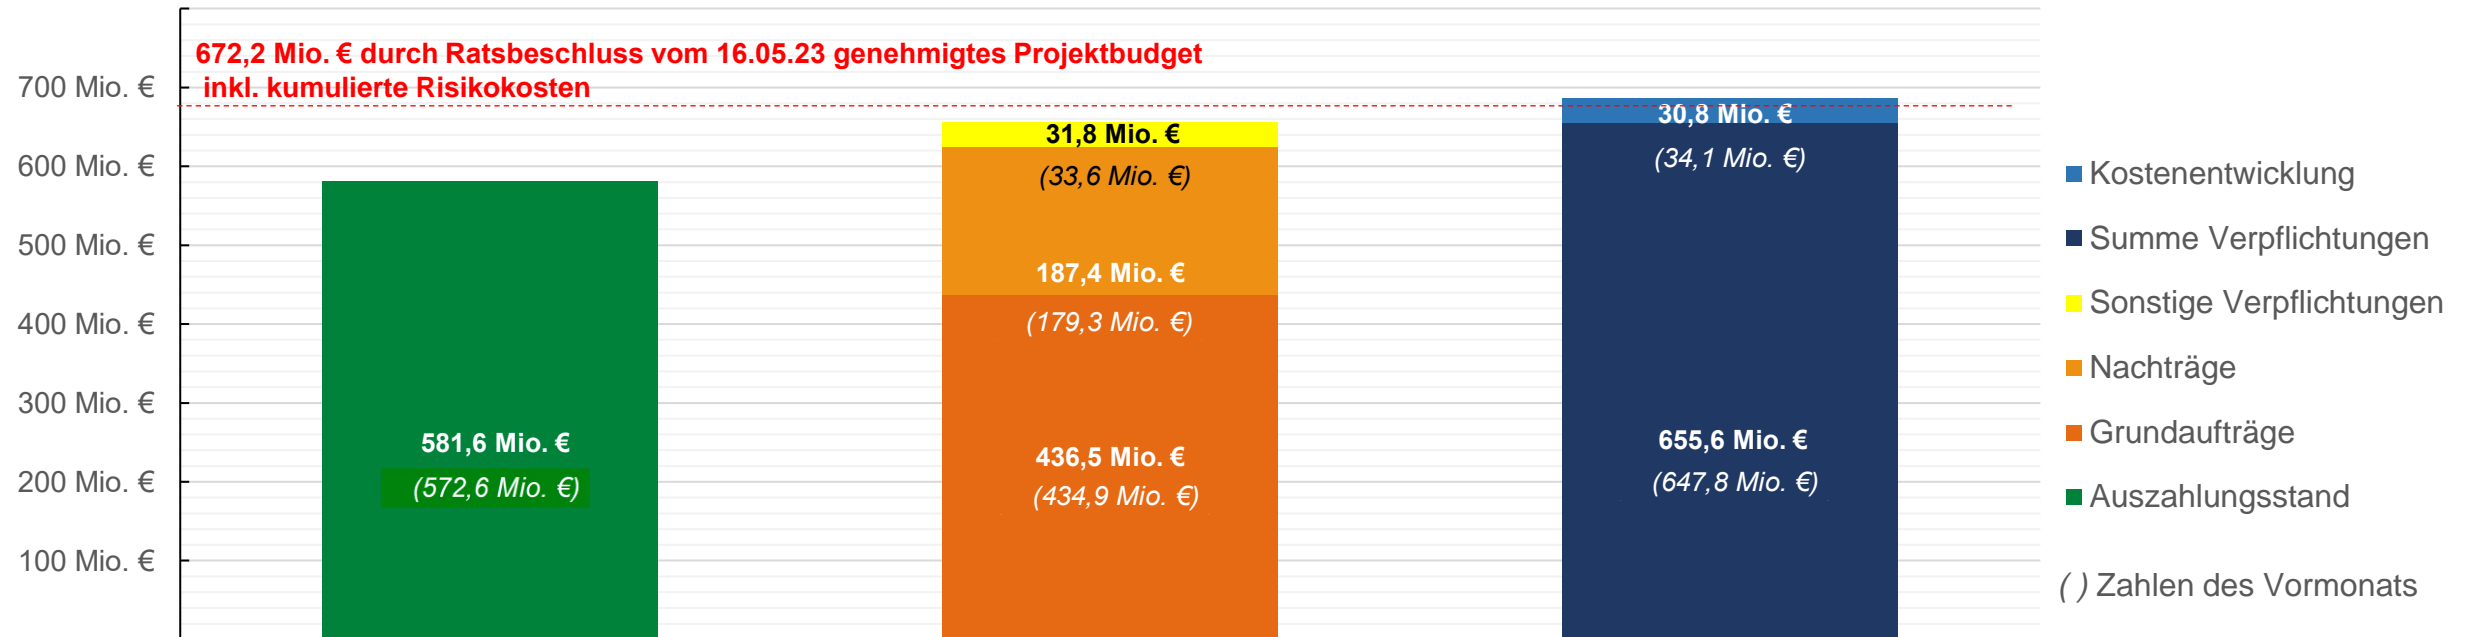 672,2 Mio. € durch Ratsbeschluss vom 16.05.23 genehmigtes Projektbudget
inkl. kumulierte Risikokosten
700 Mio. €
600 Mio. €
500 Mio. €
400 Mio. €
300 Mio. €
200 Mio. €
100 Mio. €
581,6 Mio. €
(572,6 Mio. €)
31,8 Mio. €
(33,6 Mio. €)
187,4 Mio. €
(179,3 Mio. €)
436,5 Mio. €
(434,9 Mio. €)
30,8 Mio. €
(34,1 Mio. €)
655,6 Mio. €
(647,8 Mio. €)
Kostenentwicklung
Summe Verpflichtungen
Sonstige Verpflichtungen
Nachträge
Grundaufträge
Auszahlungsstand
( ) Zahlen des Vormonats